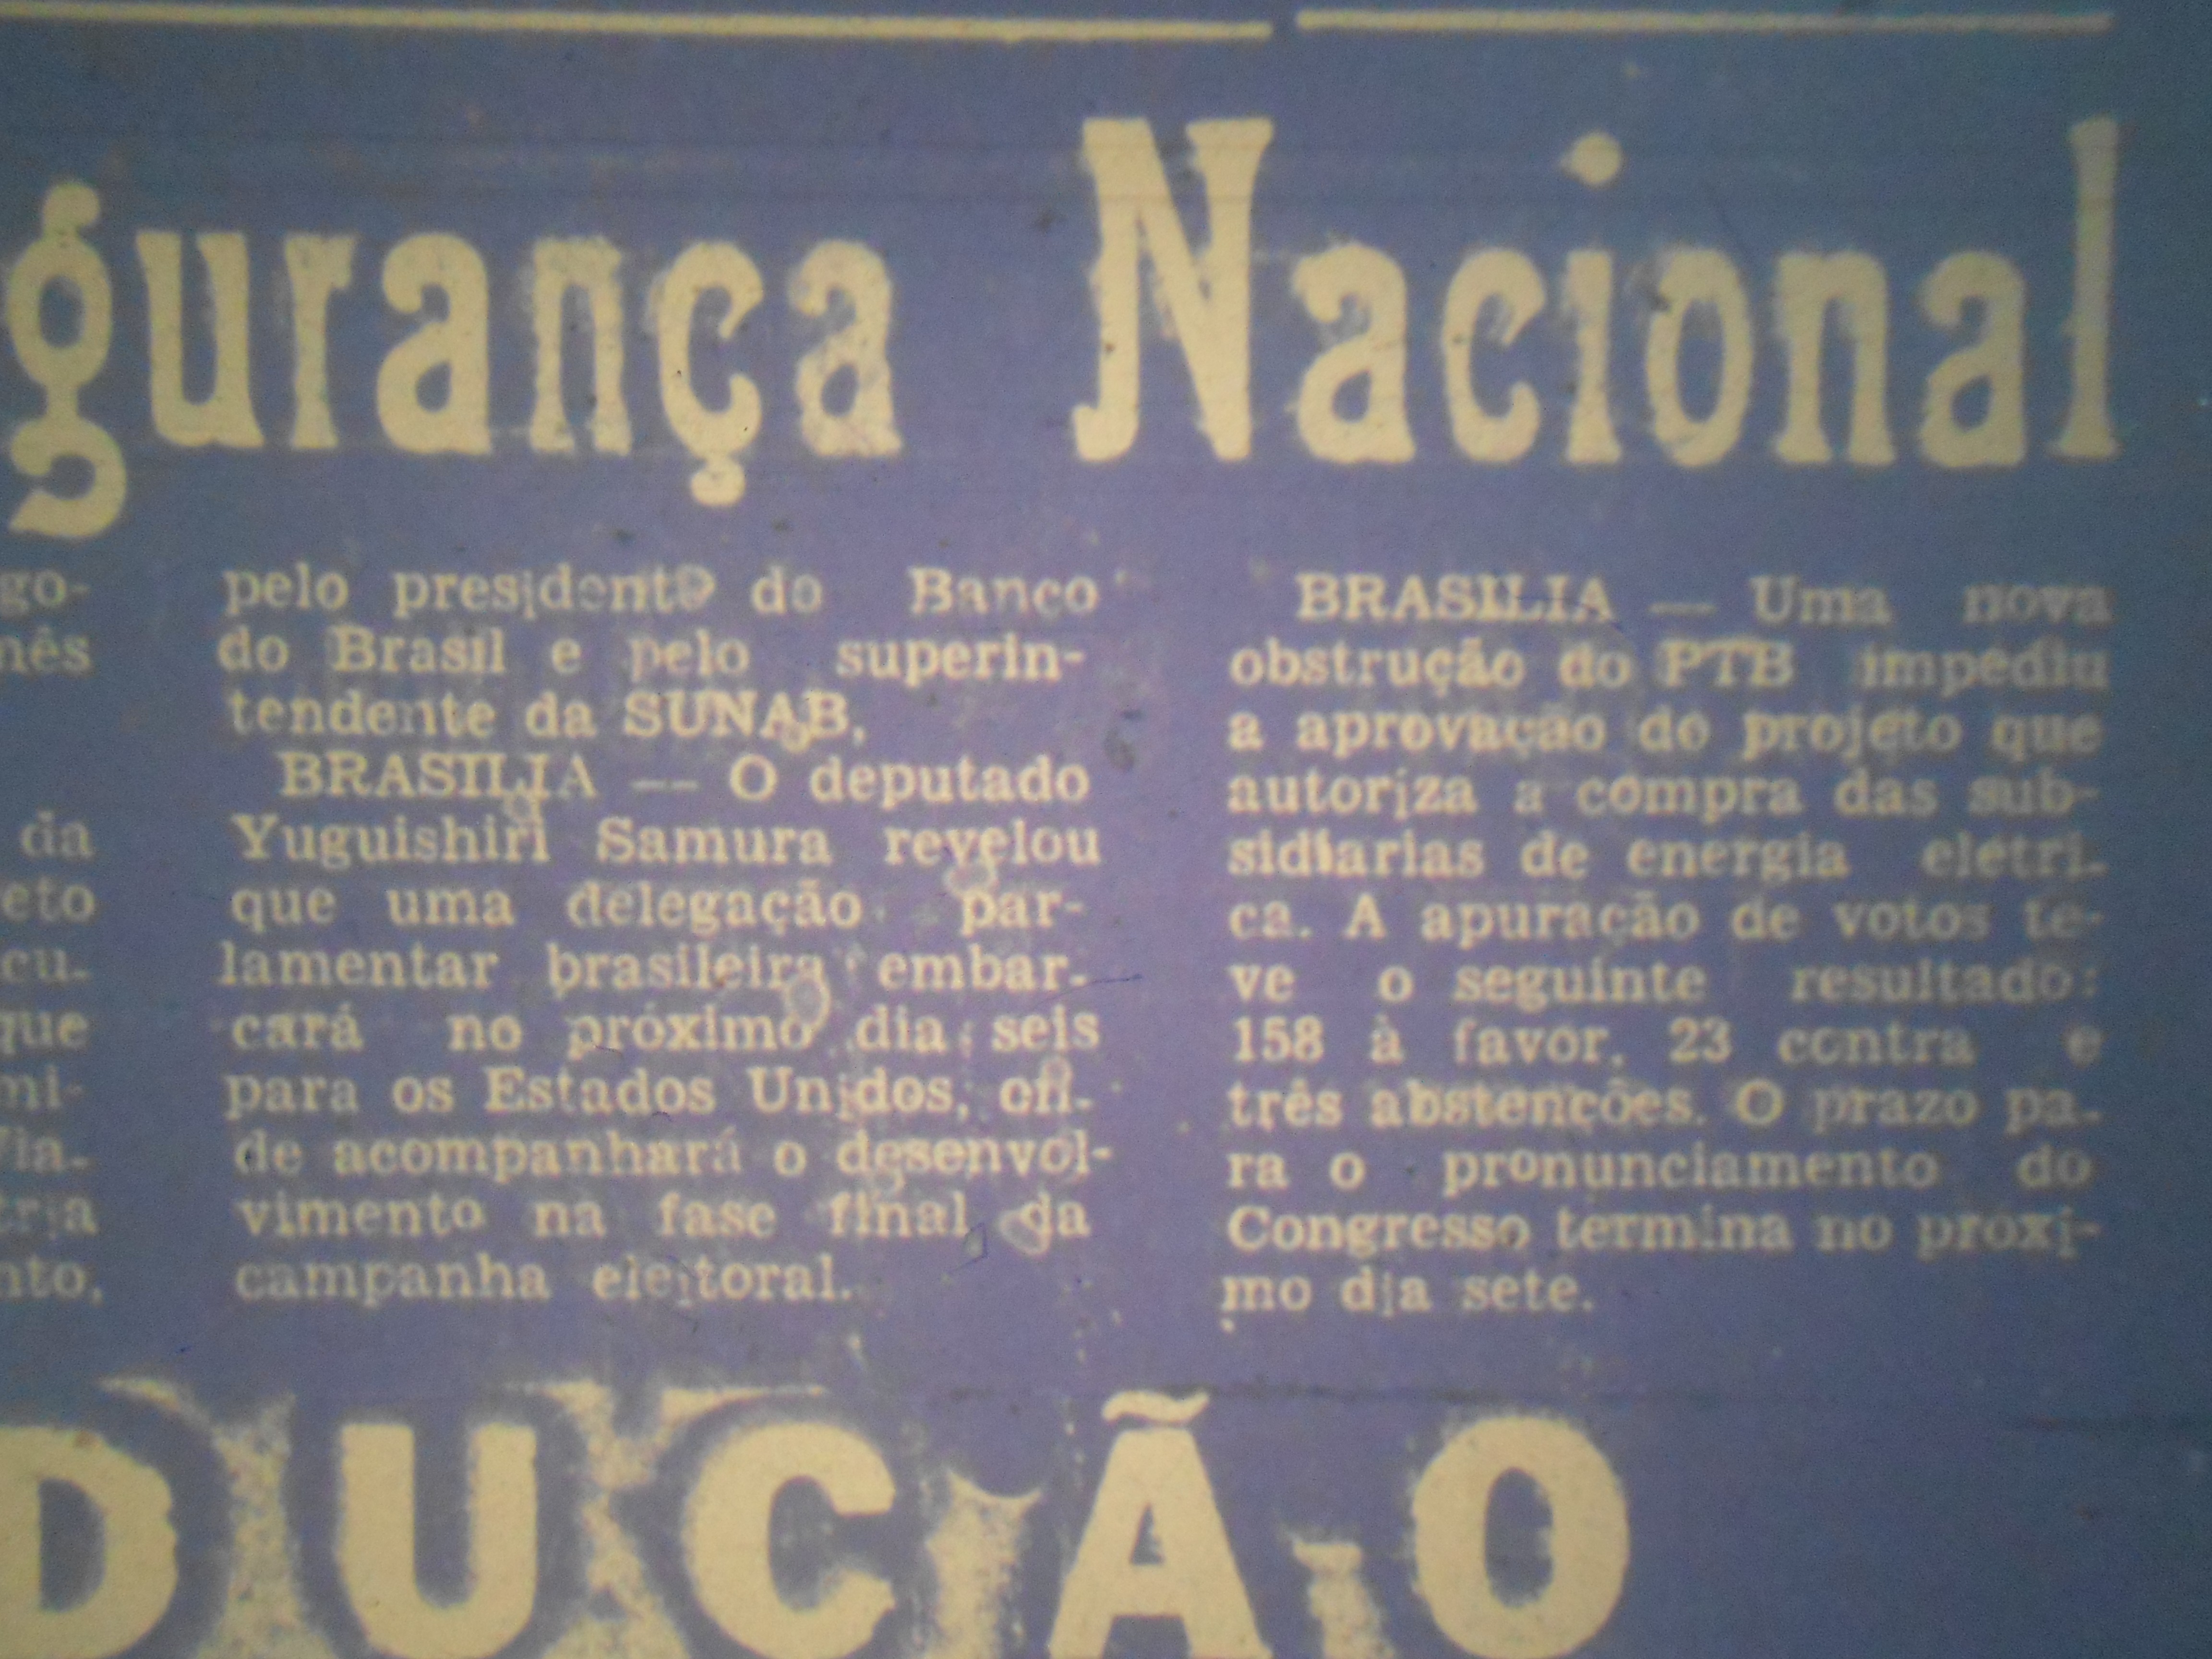 gurança Nacional
go-
nês
da
eto
cu-
que
mi-
tria
nto,
pelo presidente do Banco
do Brasil e pelo superin-
tendente da SUNAB,
BRASILIA -- O deputado
Yuguishiri Samura revelou
que uma delegação par-
lamentar brasileira embar-
cará no próximo dia seis
para os Estados Unidos, on-
de acompanhará o desenvol-
vimento na fase final da
campanha eleitoral.
BRASILIA — Uma nova
obstrução do PTB impediu
a aprovação do projeto que
autoriza a compra das sub-
sidiarias de energia eletri-
ca. A apuração de votos te-
ve o seguinte resultado:
158 à favor, 23 contra e
três abstenções. O prazo pa-
ra o pronunciamento do
Congresso termina no próxi-
mo dia sete.
DUCÃO